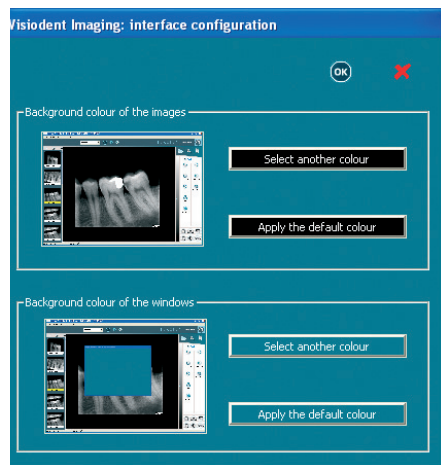 Visiodent Imaging: interface configuration
OK
Background colour of the images
Select another colour
Apply the default colour
Background colour of the windows
Select another colour
Apply the default colour